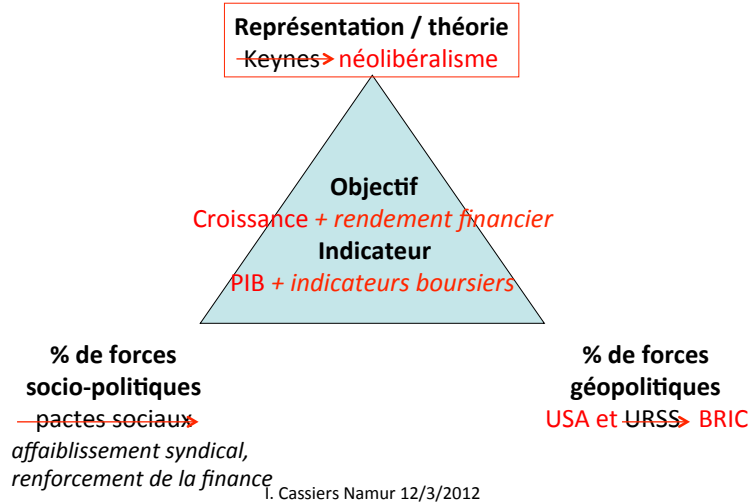 Représentation / théorie
Keynes néolibéralisme
Objectif
Croissance + rendement financier
Indicateur
PIB + indicateurs boursiers
% de forces
socio-politiques
pactes sociaux
affaiblissement syndical,
renforcement de la finance
% de forces
géopolitiques
USA et URSS BRIC
I. Cassiers Namur 12/3/2012